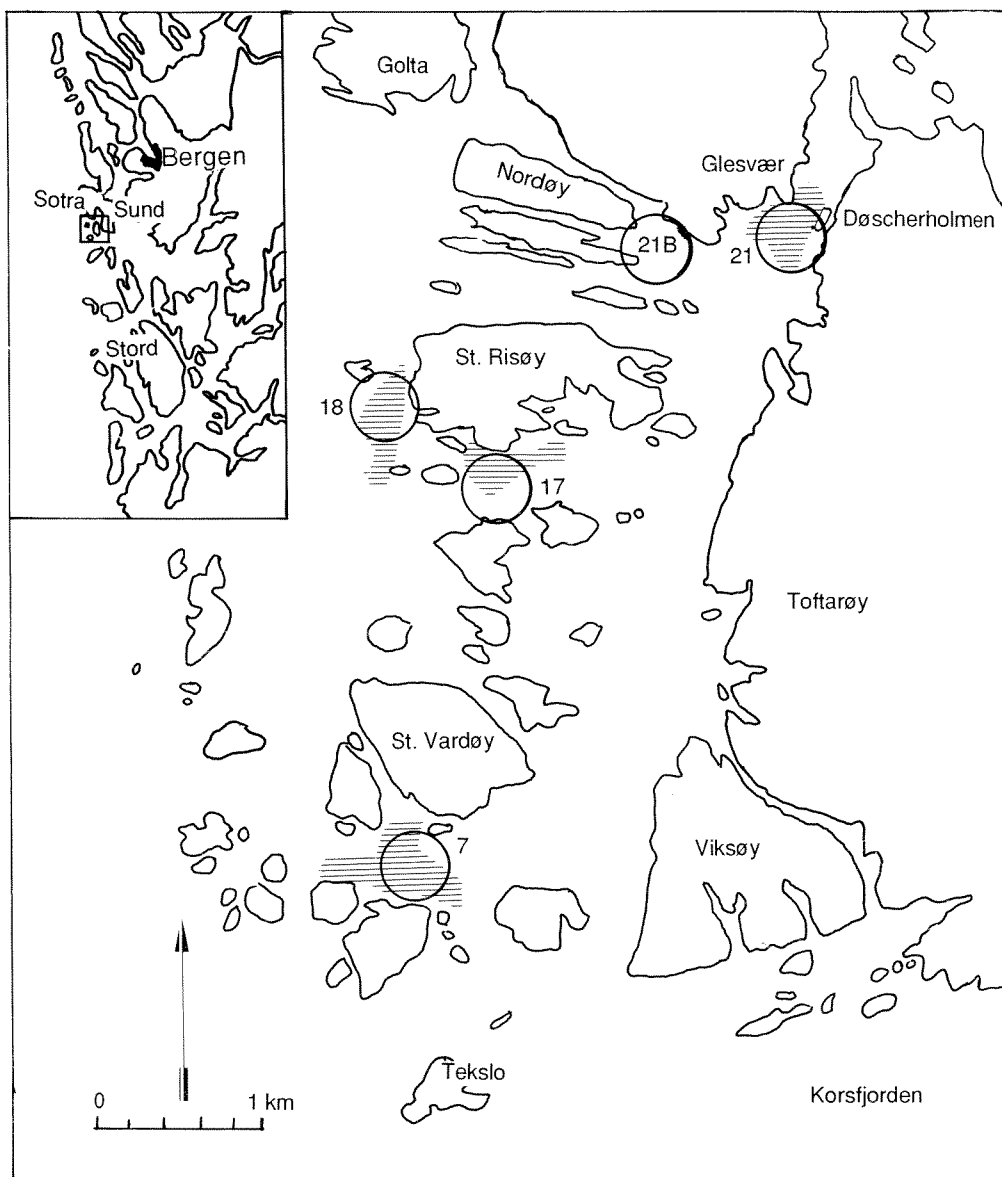 Bergen
Sotra
Sund
Stord
Golta
Nordøy
Glesvær
Døscherholmen
21B
21
St. Risøy
18
17
Toftarøy
St. Vardøy
7
Viksøy
Tekslo
Korsfjorden
0 1 km